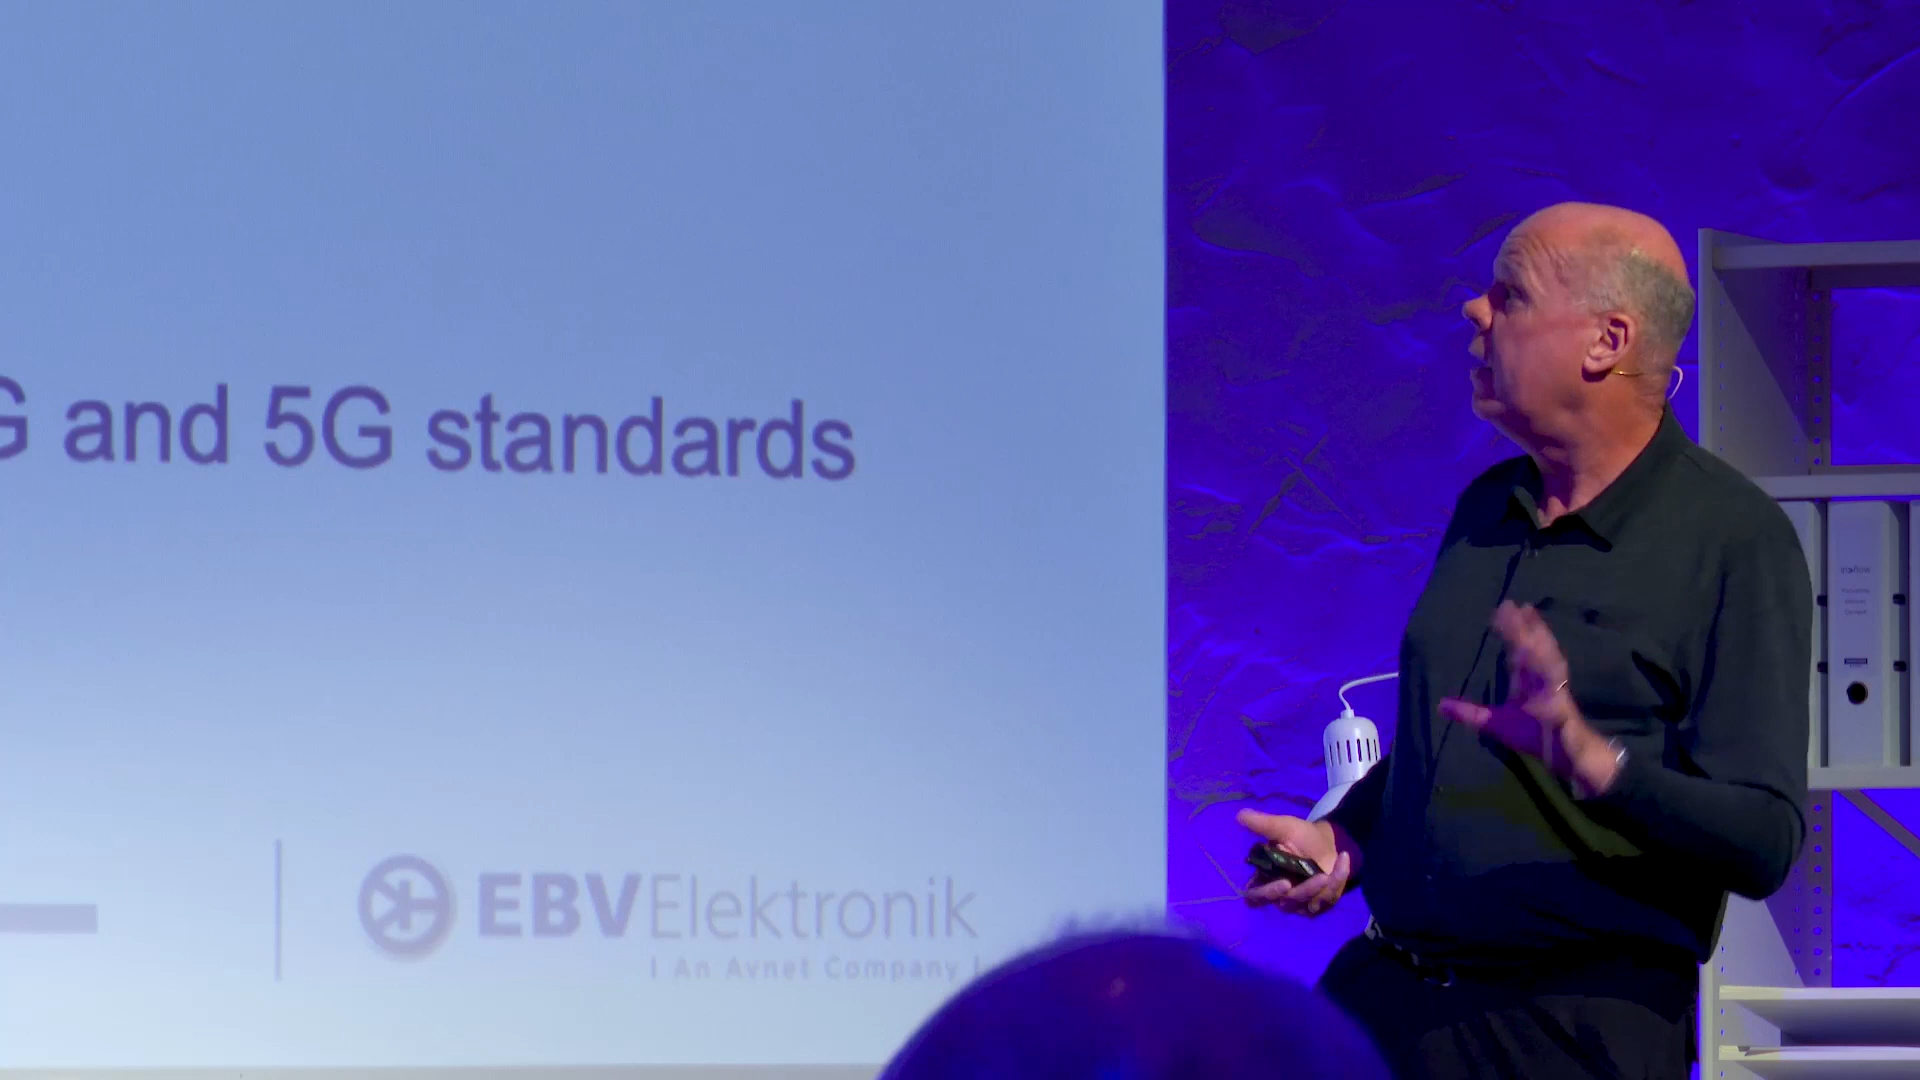 G and 5G standards
EBVElektronik
| An Avnet Company |